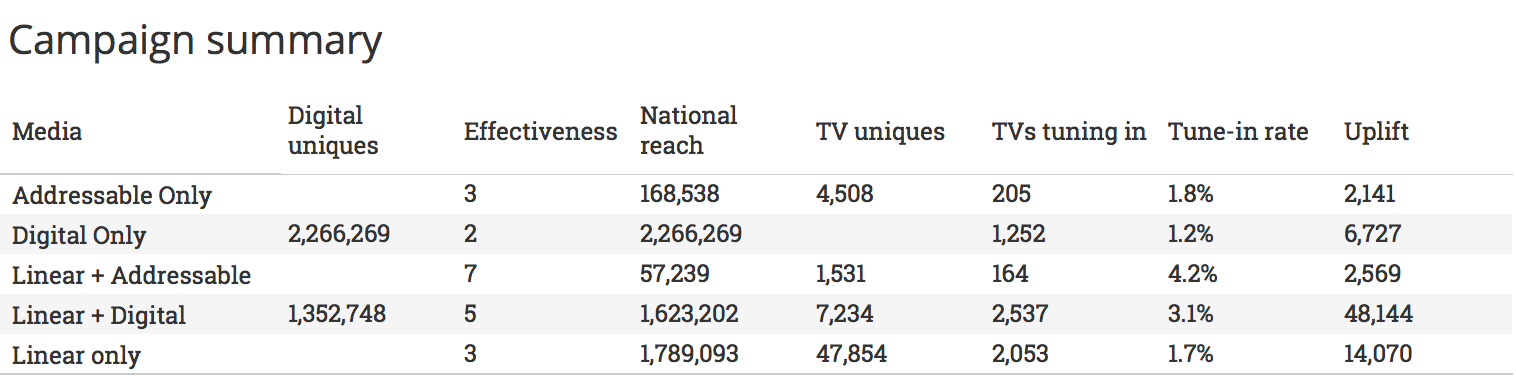 Campaign summary
Media Digital uniques Effectiveness National reach TV uniques TVs tuning in Tune-in rate Uplift
Addressable Only 3 168,538 4,508 205 1.8% 2,141
Digital Only 2,266,269 2 2,266,269 1,252 1.2% 6,727
Linear + Addressable 7 57,239 1,531 164 4.2% 2,569
Linear + Digital 1,352,748 5 1,623,202 7,234 2,537 3.1% 48,144
Linear only 3 1,789,093 47,854 2,053 1.7% 14,070